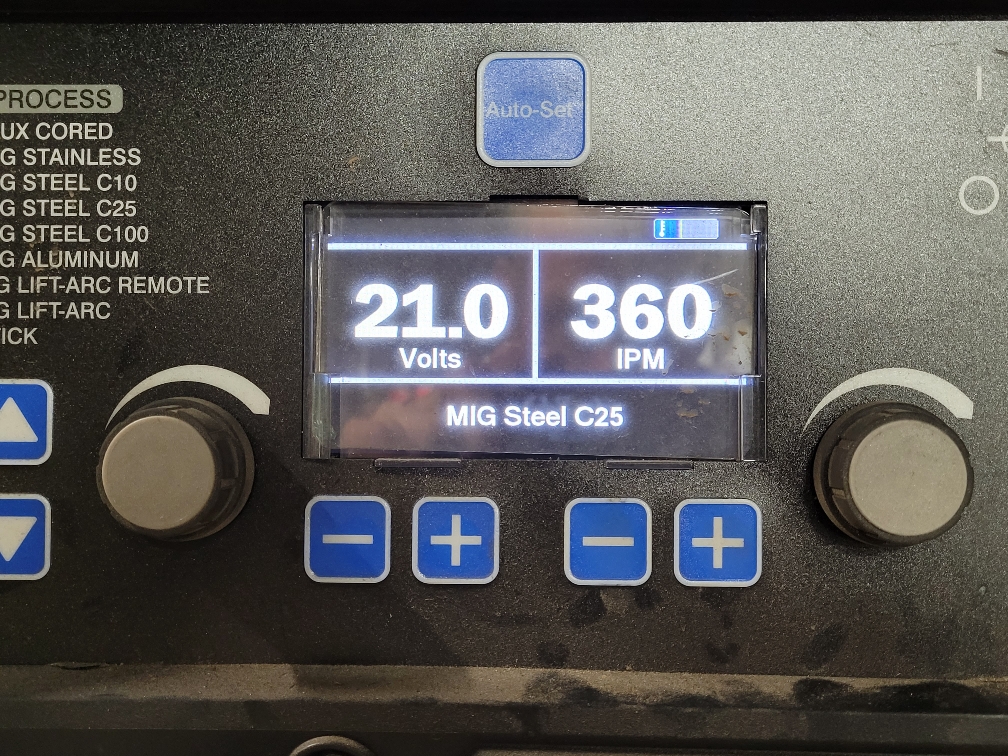 PROCESS
UX CORED
G STAINLESS
G STEEL C10
G STEEL C25
G STEEL C100
G ALUMINUM
G LIFT-ARC REMOTE
G LIFT-ARC
ICK
Auto-Set
21.0
Volts
360
IPM
MIG Steel C25